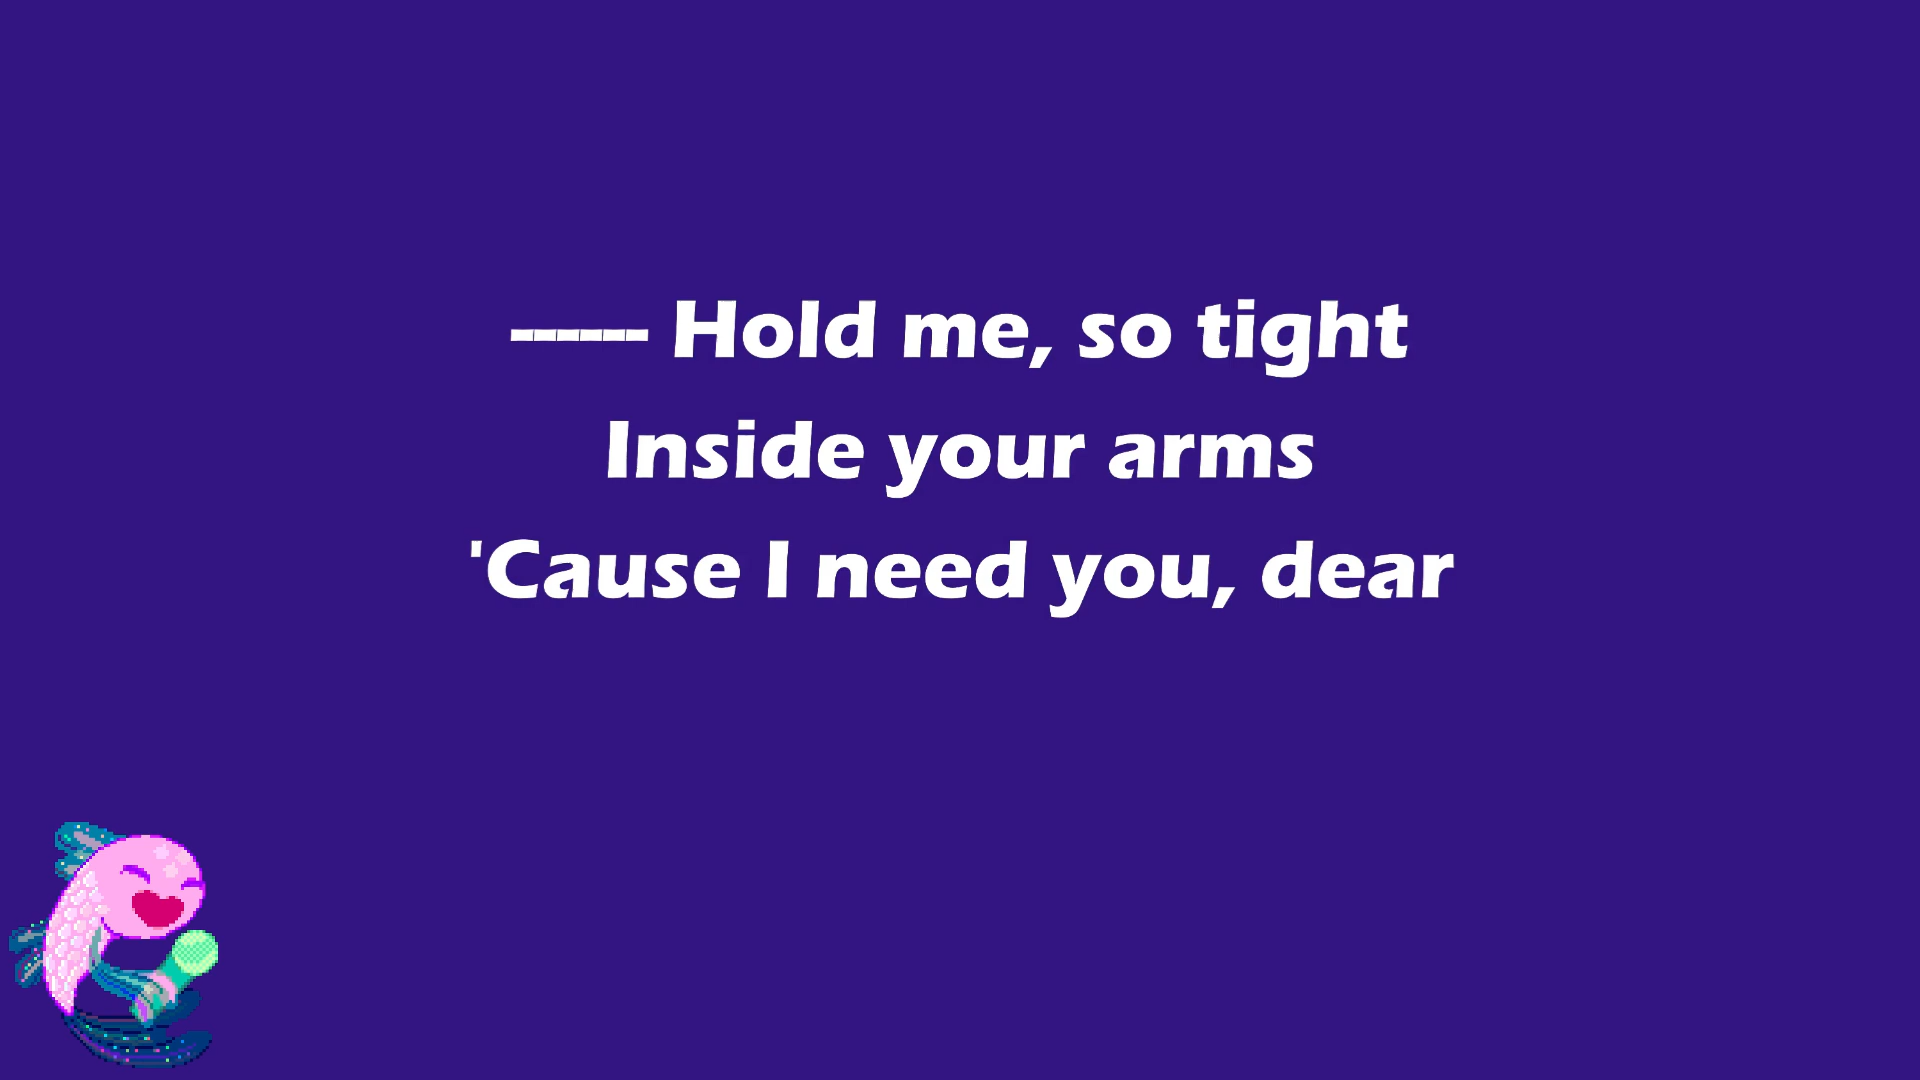 ------ Hold me, so tight
Inside your arms
'Cause I need you, dear